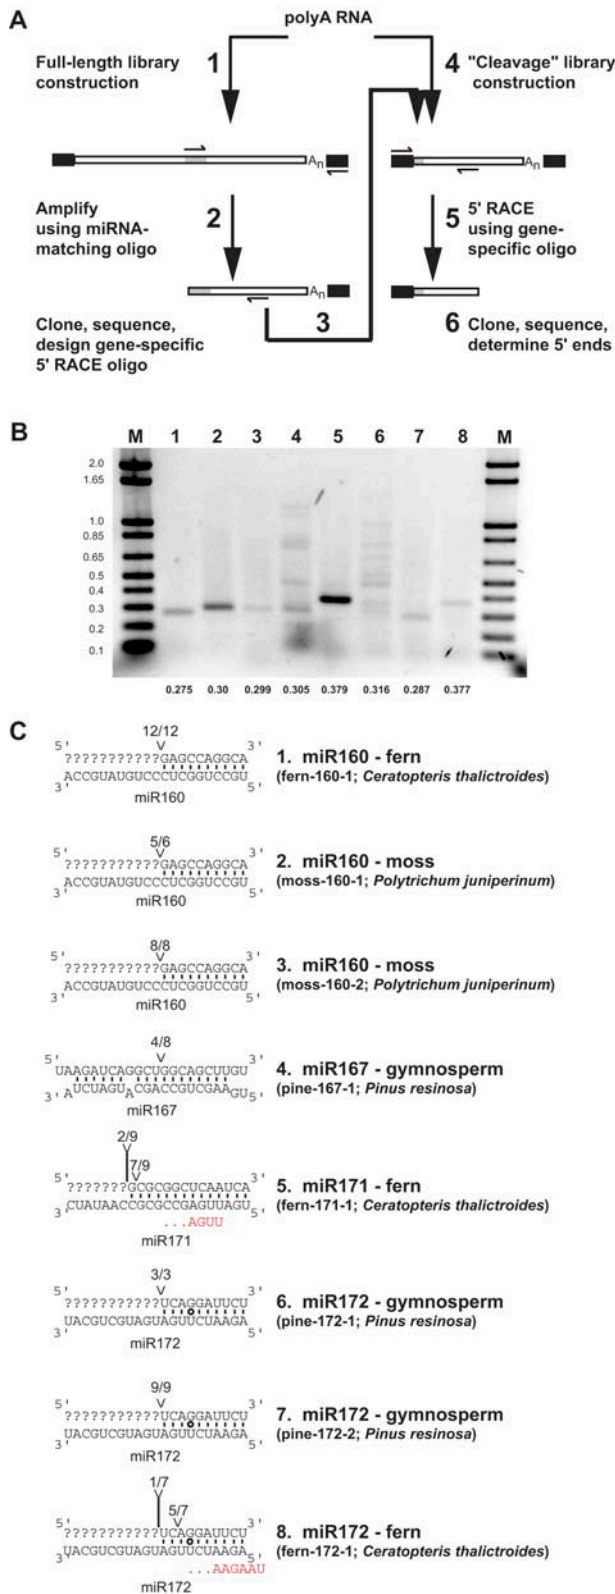 A
polyA RNA
Full-length library
construction
1
4
"Cleavage" library
construction
An
An
Amplify
using miRNA-
matching oligo
2
5
5' RACE
using gene-
specific oligo
An
Clone, sequence,
design gene-specific
5' RACE oligo
3
6
Clone, sequence,
determine 5' ends
B
M 1 2 3 4 5 6 7 8 M
2.0
1.65
1.0
0.85
0.65
0.5
0.4
0.3
0.2
0.1
0.275 0.30 0.299 0.305 0.379 0.316 0.287 0.377
C
12/12
5' 3'
????????????GAGCCAGGCA
ACCGUAUGUCCCUCGGUCCGU
3' 5'
miR160
1. miR160 - fern
(fern-160-1; Ceratopteris thalictroides)
5/6
5' 3'
????????????GAGCCAGGCA
ACCGUAUGUCCCUCGGUCCGU
3' 5'
miR160
2. miR160 - moss
(moss-160-1; Polytrichum juniperinum)
8/8
5' 3'
????????????GAGCCAGGCA
ACCGUAUGUCCCUCGGUCCGU
3' 5'
miR160
3. miR160 - moss
(moss-160-2; Polytrichum juniperinum)
4/8
5' 3'
UAAGAUCAGGCUGGCAGCUUGU
3' AUCUAGUACGACCGUCGAAGU 5'
miR167
4. miR167 - gymnosperm
(pine-167-1; Pinus resinosa)
2/9
7/9
5' 3'
????????GCGCGGCUCAAUCA
CUAUAACCGCGCCGAGUUAGU
3' 5'
...AGUU
miR171
5. miR171 - fern
(fern-171-1; Ceratopteris thalictroides)
3/3
5' 3'
????????????UCAGGAUUCU
UACGUCGUAGUAGUUCUAAGA
3' 5'
miR172
6. miR172 - gymnosperm
(pine-172-1; Pinus resinosa)
9/9
5' 3'
????????????UCAGGAUUCU
UACGUCGUAGUAGUUCUAAGA
3' 5'
miR172
7. miR172 - gymnosperm
(pine-172-2; Pinus resinosa)
1/7
5/7
5' 3'
????????????UCAGGAUUCU
UACGUCGUAGUAGUUCUAAGA
3' 5'
...AAGAAU
miR172
8. miR172 - fern
(fern-172-1; Ceratopteris thalictroides)